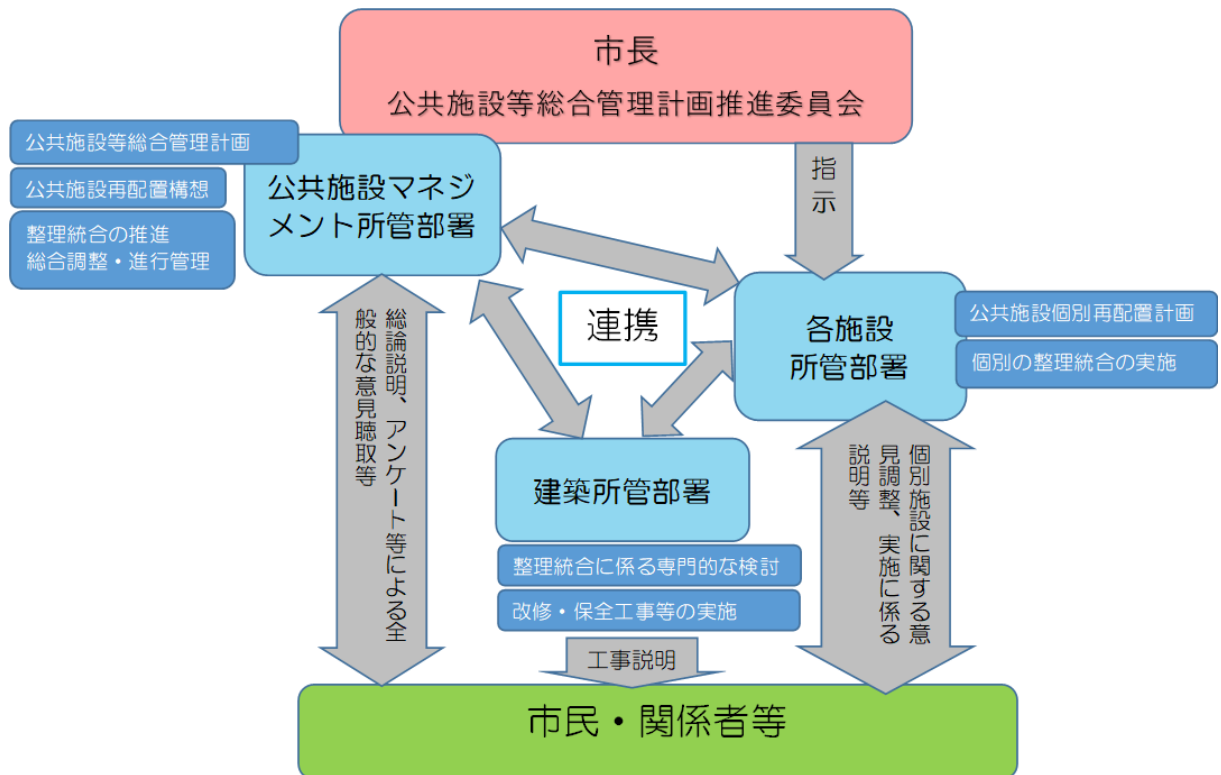 市長
公共施設等総合管理計画推進委員会
公共施設等総合管理計画
公共施設再配置構想
整理統合の推進
総合調整・進行管理
公共施設マネジ
メント所管部署
指示
連携
各施設
所管部署
公共施設個別再配置計画
個別の整理統合の実施
総論説明、アンケート等による全
般的な意見聴取等
建築所管部署
整理統合に係る専門的な検討
改修・保全工事等の実施
工事説明
個別施設に関する意
見調整、実施に係る
説明等
市民・関係者等